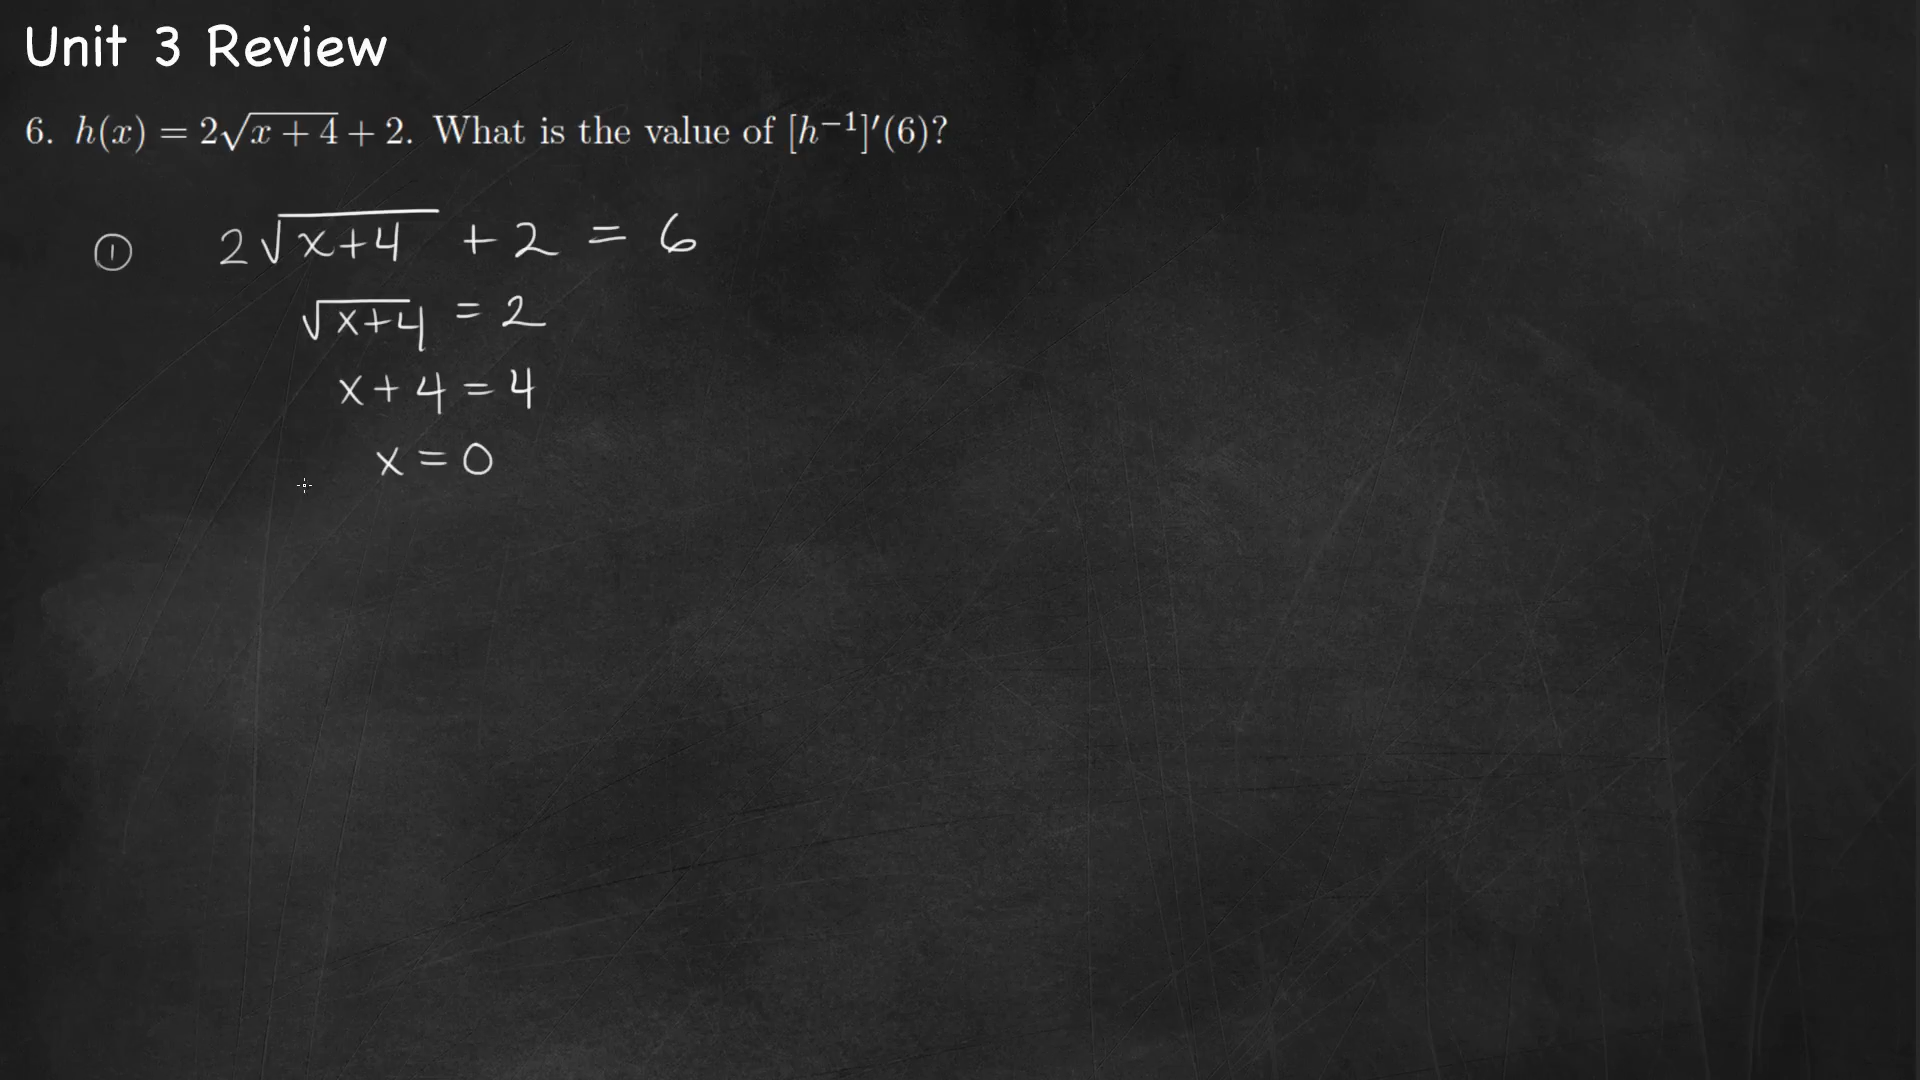 Unit 3 Review
6. h(x) = 2√(x + 4) + 2. What is the value of [h⁻¹]′(6)?
① 2√(x+4) + 2 = 6
√(x+4) = 2
x + 4 = 4
x = 0